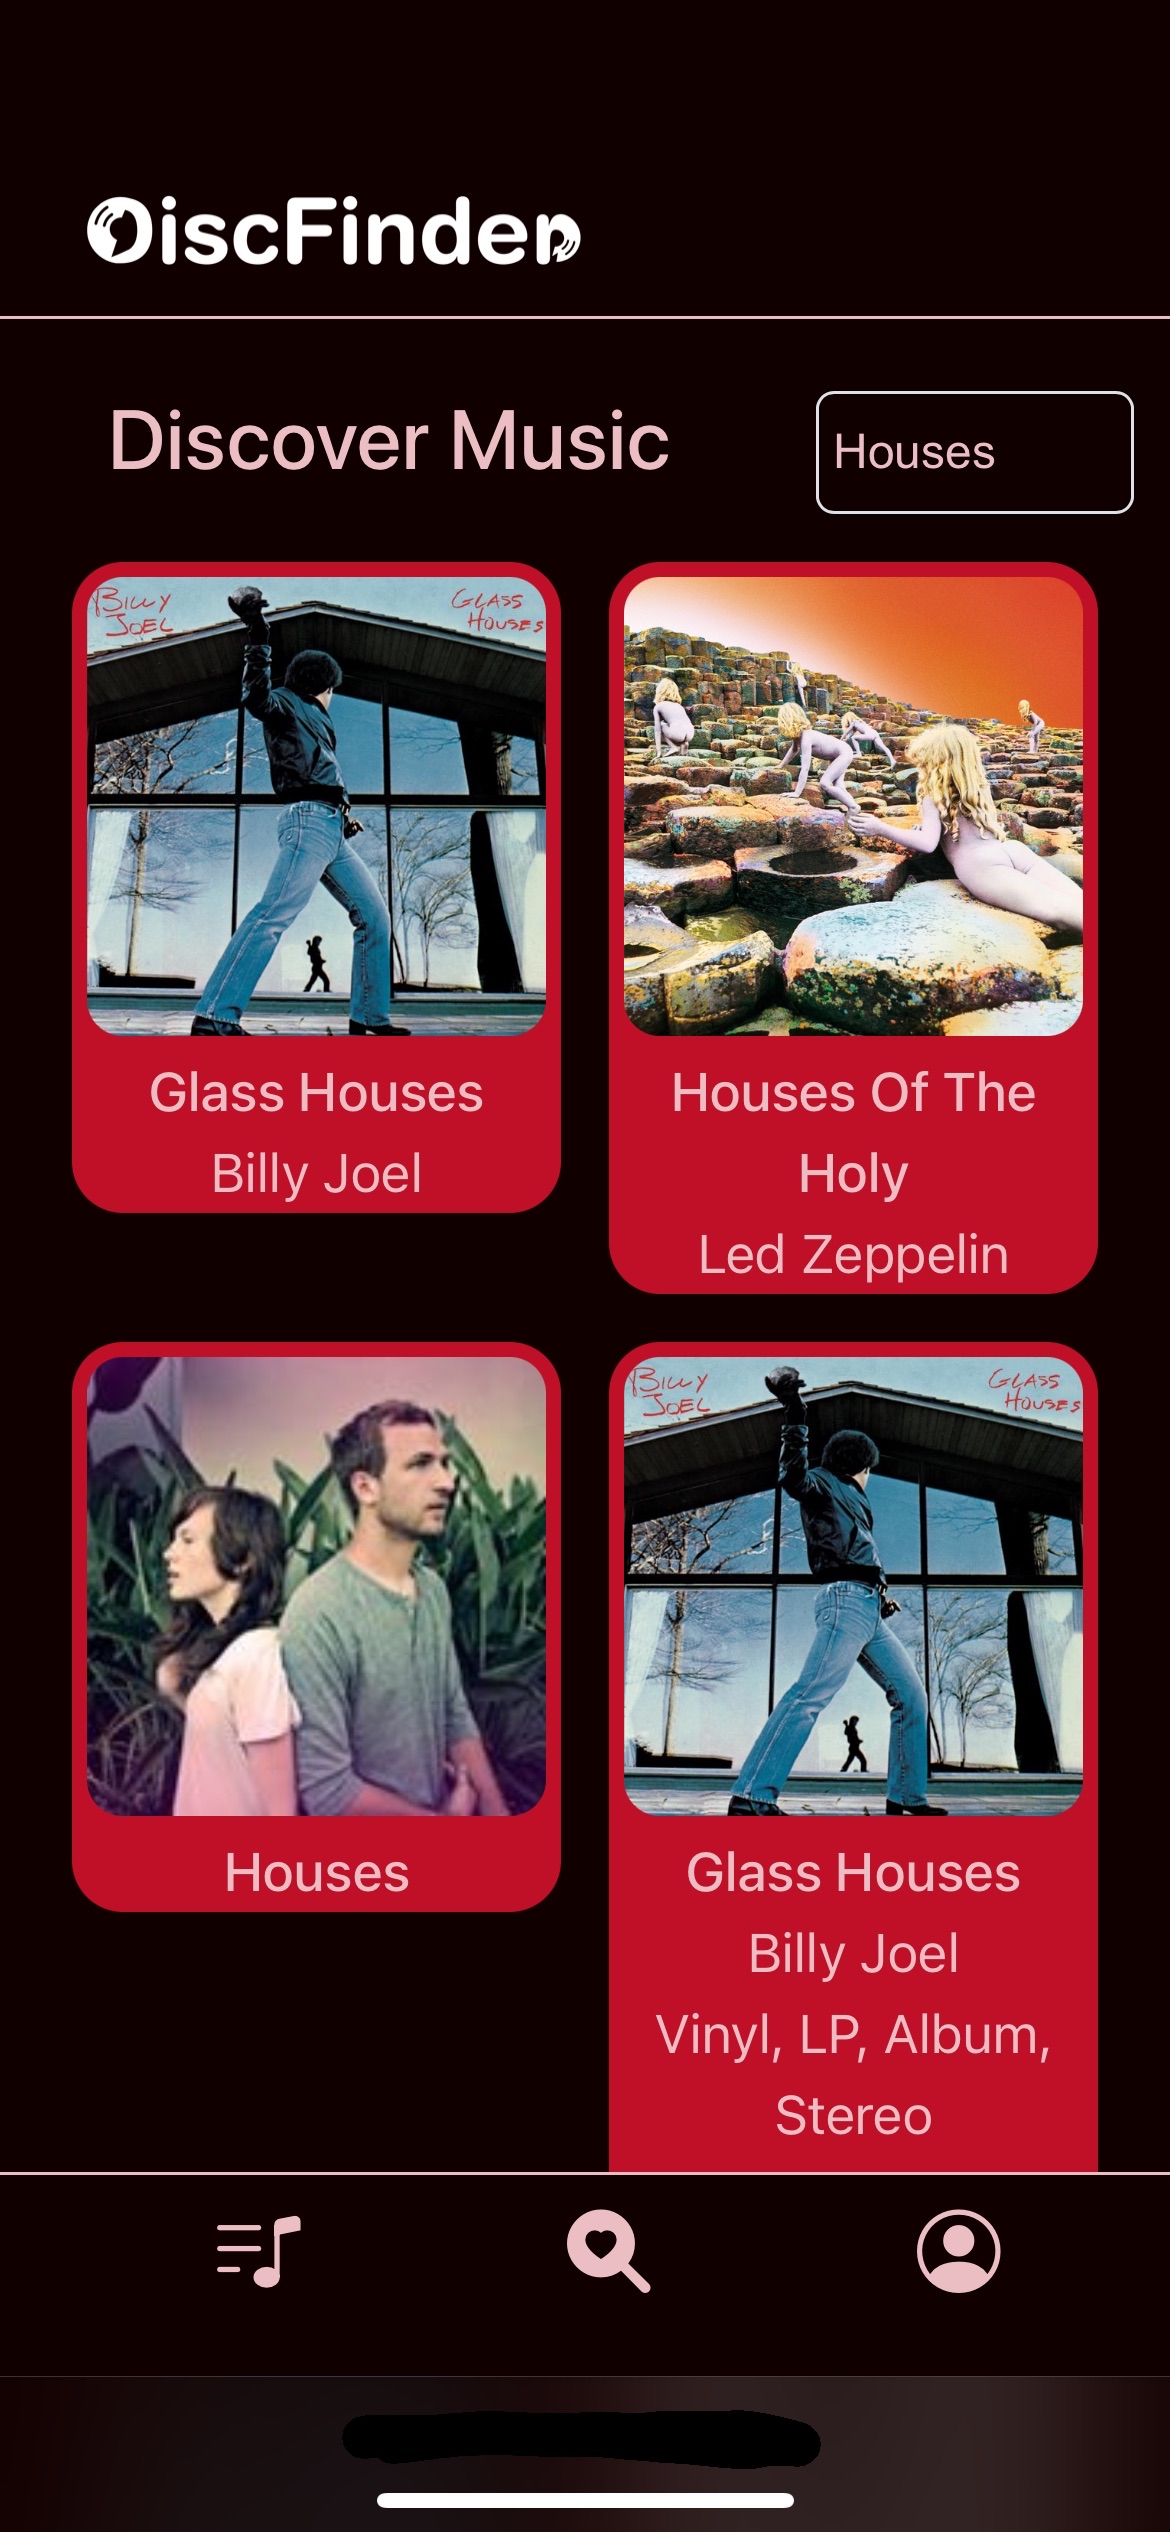 DiscFinder
Discover Music
Houses
BILLY
JOEL
GLASS
HOUSES
Glass Houses
Billy Joel
Houses Of The
Holy
Led Zeppelin
Houses
BILLY
JOEL
GLASS
HOUSES
Glass Houses
Billy Joel
Vinyl, LP, Album,
Stereo